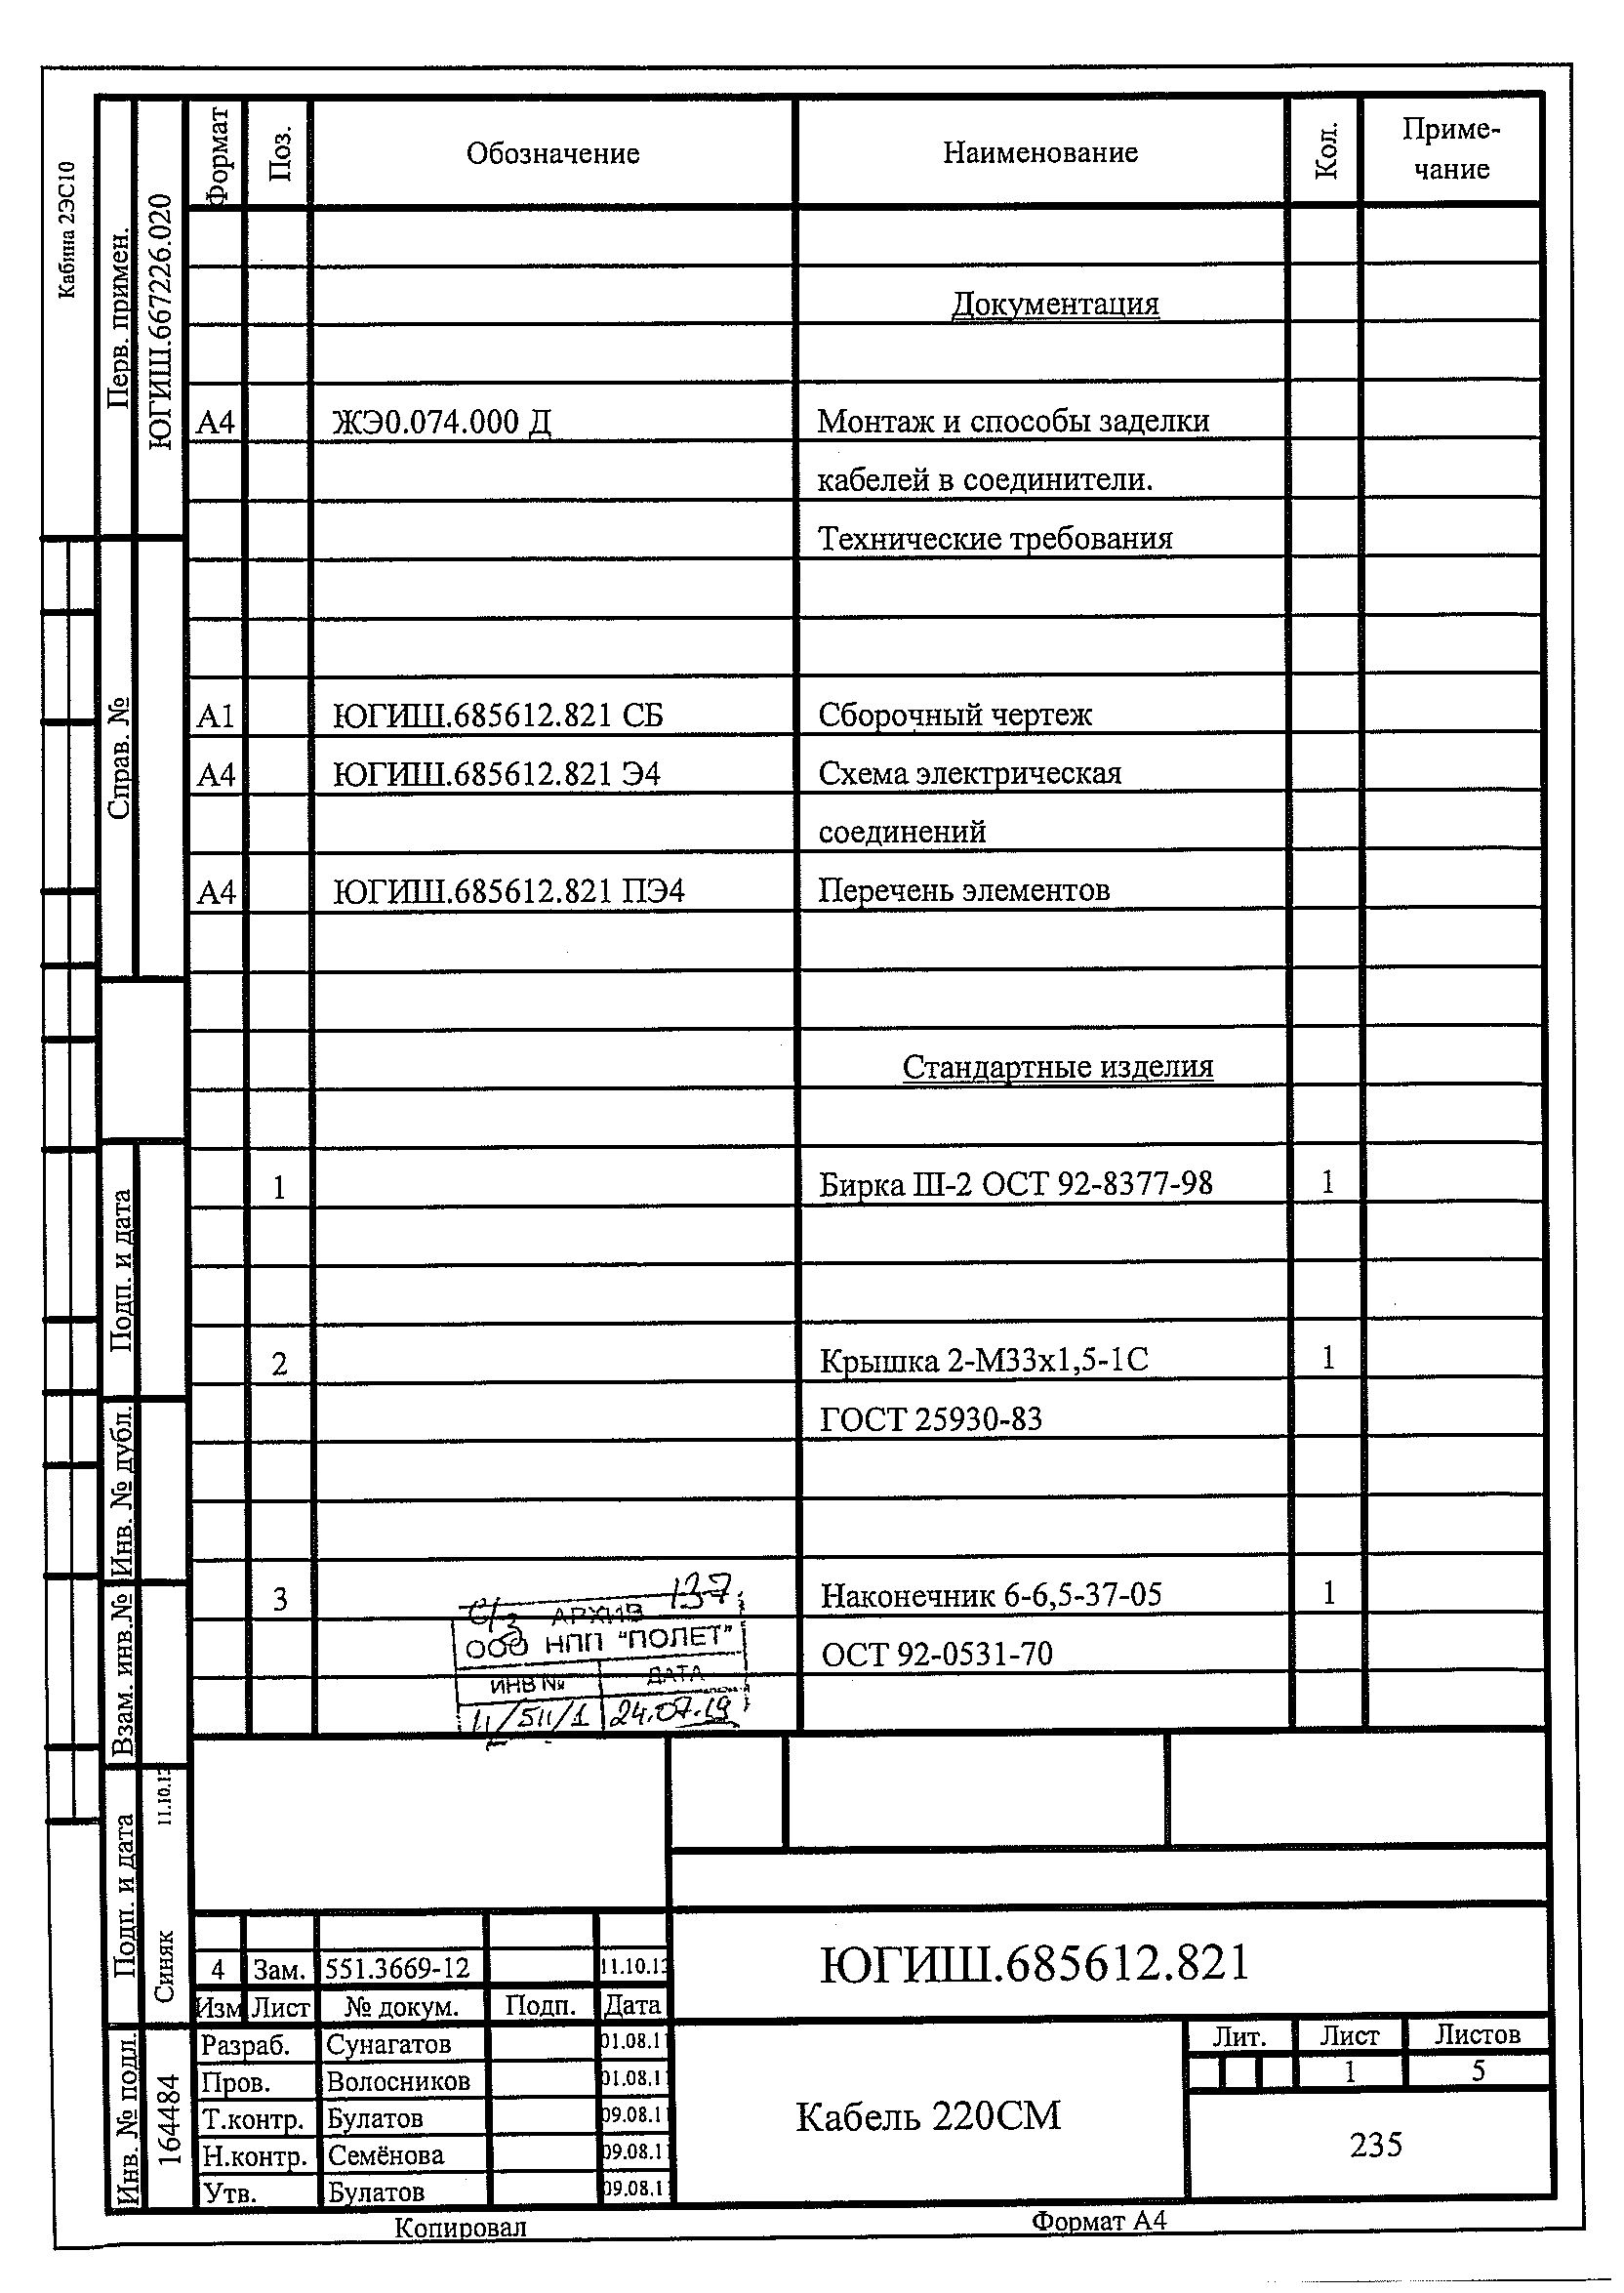 Кабина 2ЭС10
Перв. примен.
ЮГИШ.667226.020
Справ. №
Подп. и дата
Инв. № дубл.
Взам. инв.№
Подп. и дата
Синяк 11.10.12
Инв. № подл.
164484
Формат Поз. Обозначение Наименование Кол. Приме-
чание
Документация
А4 ЖЭ0.074.000 Д Монтаж и способы заделки
кабелей в соединители.
Технические требования
А1 ЮГИШ.685612.821 СБ Сборочный чертеж
А4 ЮГИШ.685612.821 Э4 Схема электрическая
соединений
А4 ЮГИШ.685612.821 ПЭ4 Перечень элементов
Стандартные изделия
1 Бирка Ш-2 ОСТ 92-8377-98 1
2 Крышка 2-М33х1,5-1С 1
ГОСТ 25930-83
3 Наконечник 6-6,5-37-05 1
ОСТ 92-0531-70
АРХИВ 137
ООО НПП "ПОЛЕТ"
ИНВ № ДАТА
24.07.19
4 Зам. 551.3669-12 11.10.12
Изм Лист № докум. Подп. Дата
Разраб. Сунагатов 01.08.11
Пров. Волосников 01.08.11
Т.контр. Булатов 09.08.11
Н.контр. Семёнова 09.08.11
Утв. Булатов 09.08.11
ЮГИШ.685612.821
Кабель 220СМ
Лит. Лист Листов
1 5
235
Копировал Формат А4